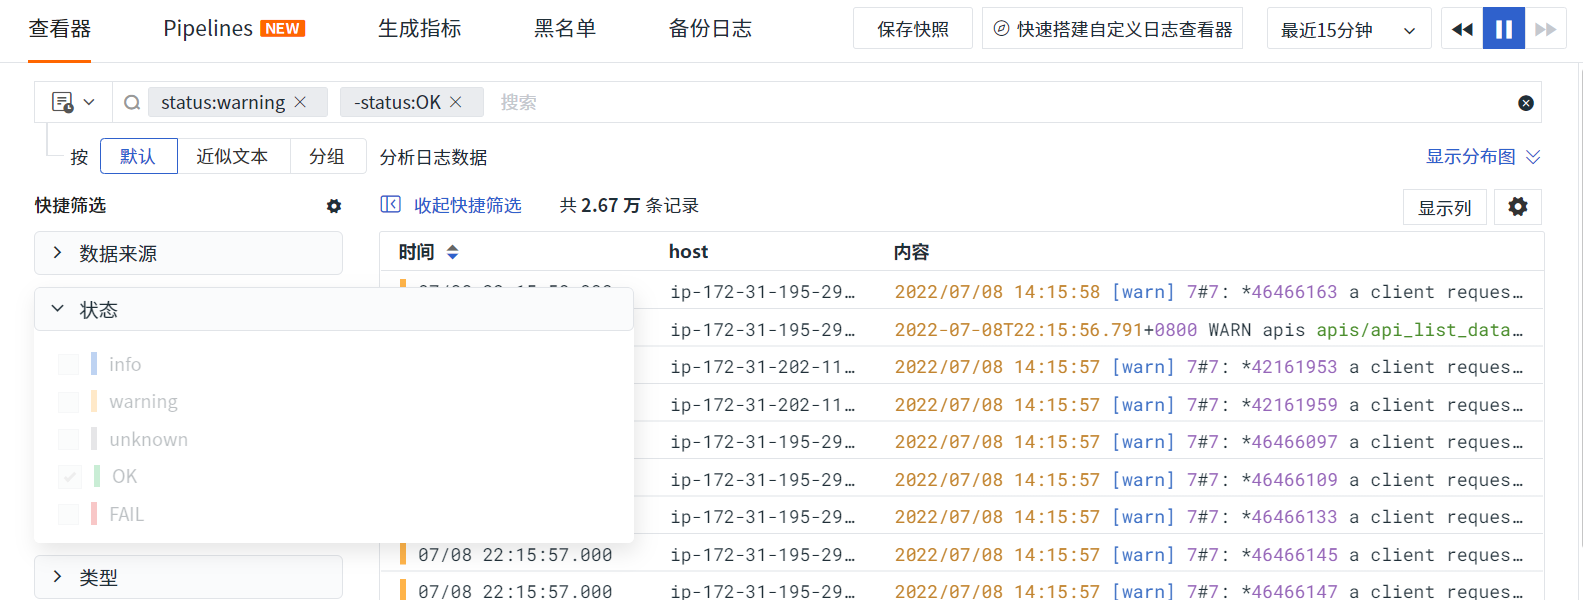 查看器 Pipelines NEW 生成指标 黑名单 备份日志 保存快照 快速搭建自定义日志查看器 最近15分钟
status:warning × -status:OK × 搜索
按 默认 近似文本 分组 分析日志数据 显示分布图
快捷筛选 收起快捷筛选 共 2.67 万 条记录 显示列
数据来源
状态
info
warning
unknown
OK
FAIL
类型
时间 host 内容
ip-172-31-195-29… 2022/07/08 14:15:58 [warn] 7#7: *46466163 a client reques…
ip-172-31-195-29… 2022-07-08T22:15:56.791+0800 WARN apis apis/api_list_data…
ip-172-31-202-11… 2022/07/08 14:15:57 [warn] 7#7: *42161953 a client reques…
ip-172-31-202-11… 2022/07/08 14:15:57 [warn] 7#7: *42161959 a client reques…
ip-172-31-195-29… 2022/07/08 14:15:57 [warn] 7#7: *46466097 a client reques…
ip-172-31-195-29… 2022/07/08 14:15:57 [warn] 7#7: *46466109 a client reques…
ip-172-31-195-29… 2022/07/08 14:15:57 [warn] 7#7: *46466133 a client reques…
07/08 22:15:57.000 ip-172-31-195-29… 2022/07/08 14:15:57 [warn] 7#7: *46466145 a client reques…
07/08 22:15:57.000 ip-172-31-195-29… 2022/07/08 14:15:57 [warn] 7#7: *46466147 a client reques…